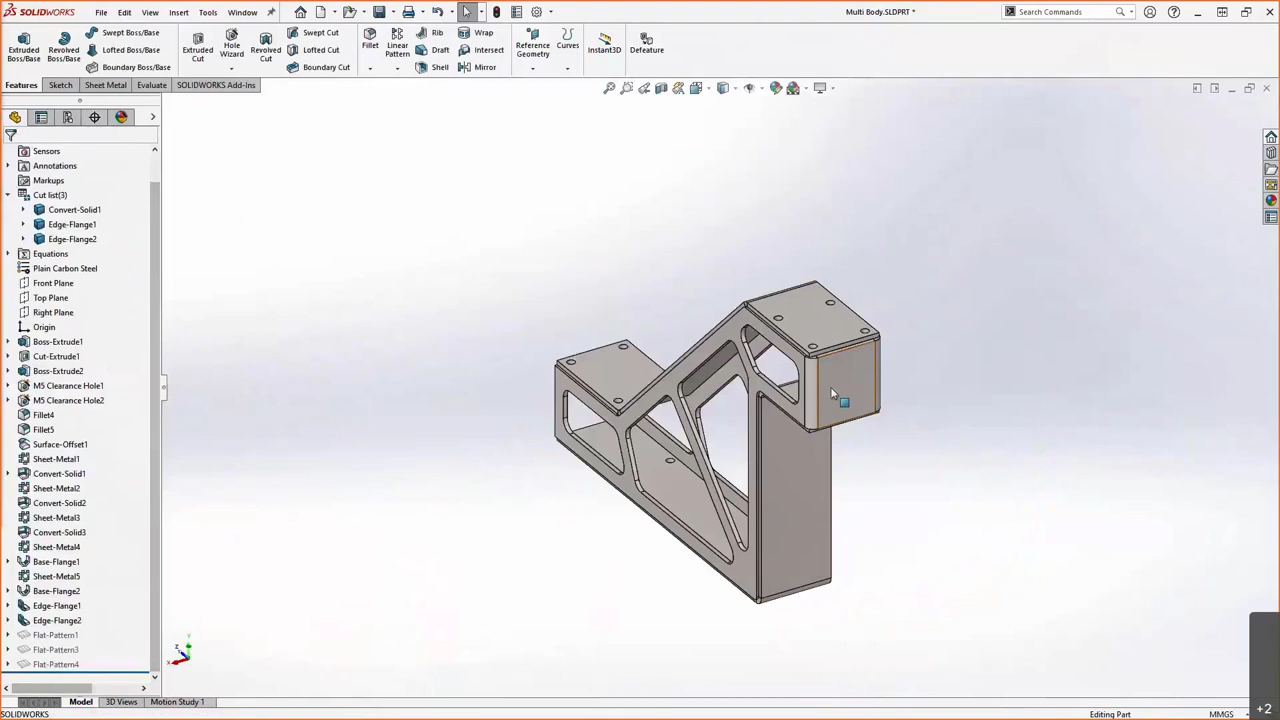 SOLIDWORKS File Edit View Insert Tools Window Multi Body.SLDPRT * Search Commands
Extruded Boss/Base
Revolved Boss/Base
Swept Boss/Base
Lofted Boss/Base
Boundary Boss/Base
Extruded Cut
Hole Wizard
Revolved Cut
Swept Cut
Lofted Cut
Boundary Cut
Fillet
Linear Pattern
Rib
Draft
Shell
Wrap
Intersect
Mirror
Reference Geometry
Curves
Instant3D
Defeature
Features Sketch Sheet Metal Evaluate SOLIDWORKS Add-Ins
Sensors
Annotations
Markups
Cut list(3)
Convert-Solid1
Edge-Flange1
Edge-Flange2
Equations
Plain Carbon Steel
Front Plane
Top Plane
Right Plane
Origin
Boss-Extrude1
Cut-Extrude1
Boss-Extrude2
M5 Clearance Hole1
M5 Clearance Hole2
Fillet4
Fillet5
Surface-Offset1
Sheet-Metal1
Convert-Solid1
Sheet-Metal2
Convert-Solid2
Sheet-Metal3
Convert-Solid3
Sheet-Metal4
Base-Flange1
Sheet-Metal5
Base-Flange2
Edge-Flange1
Edge-Flange2
Flat-Pattern1
Flat-Pattern3
Flat-Pattern4
Y
Z
X
Model 3D Views Motion Study 1
SOLIDWORKS Editing Part MMGS
+2